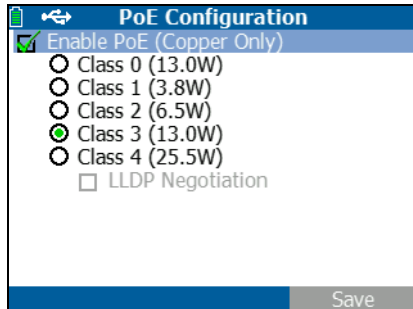 PoE Configuration
Enable PoE (Copper Only)
Class 0 (13.0W)
Class 1 (3.8W)
Class 2 (6.5W)
Class 3 (13.0W)
Class 4 (25.5W)
LLDP Negotiation
Save